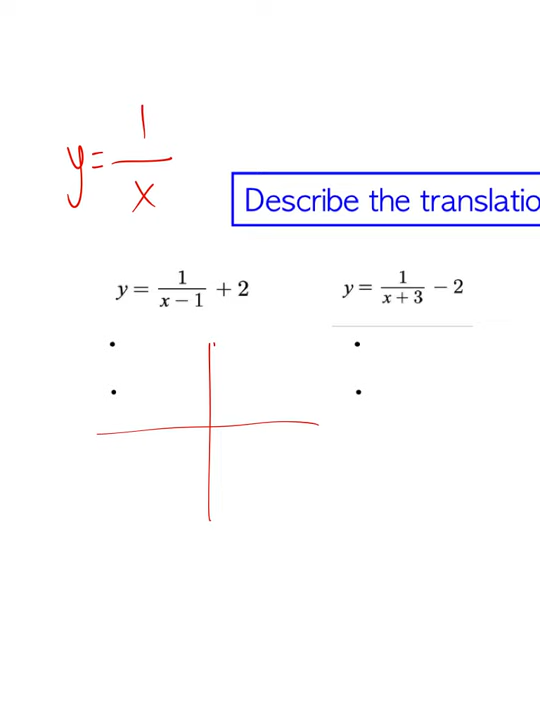 y = 1/x
Describe the translatio
y = 1/(x − 1) + 2
y = 1/(x + 3) − 2
•
•
•
•